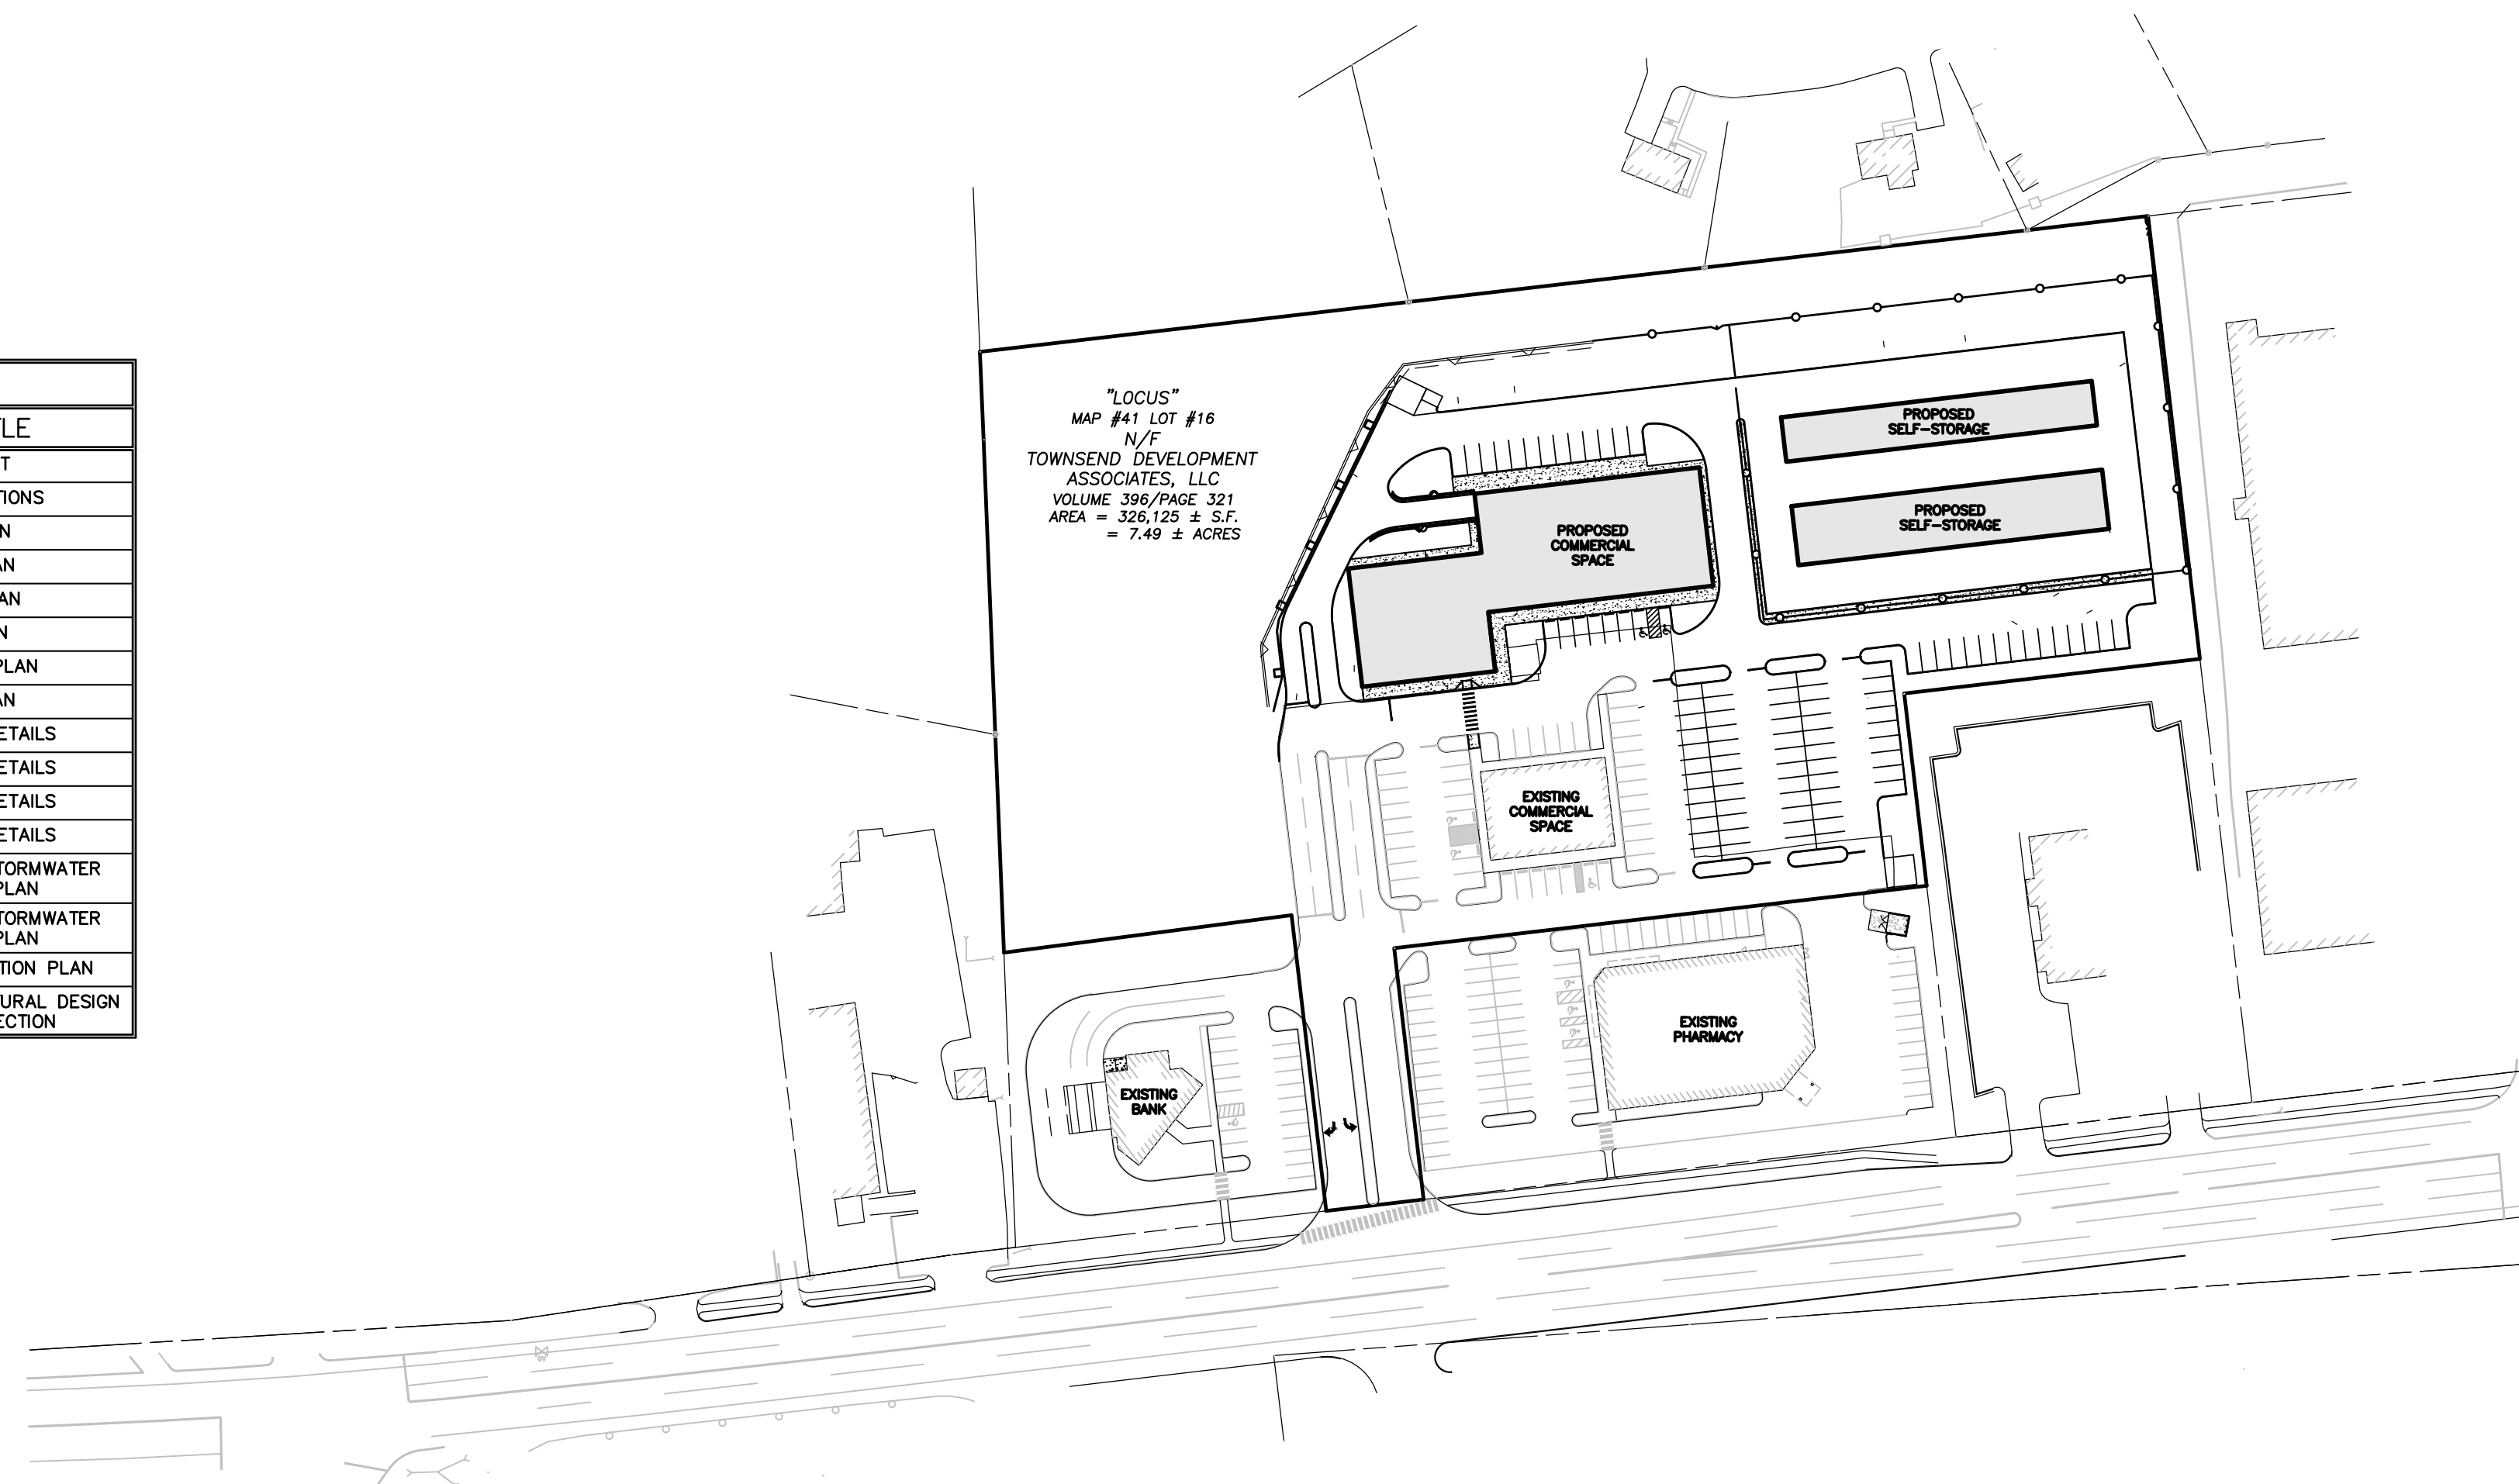 LE
T
TIONS
N
AN
AN
N
PLAN
AN
ETAILS
ETAILS
ETAILS
ETAILS
TORMWATER
PLAN
TORMWATER
PLAN
TION PLAN
URAL DESIGN
ECTION
"LOCUS"
MAP #41 LOT #16
N/F
TOWNSEND DEVELOPMENT
ASSOCIATES, LLC
VOLUME 396/PAGE 321
AREA = 326,125 ± S.F.
= 7.49 ± ACRES
PROPOSED
SELF-STORAGE
PROPOSED
SELF-STORAGE
PROPOSED
COMMERCIAL
SPACE
EXISTING
COMMERCIAL
SPACE
EXISTING
PHARMACY
EXISTING
BANK